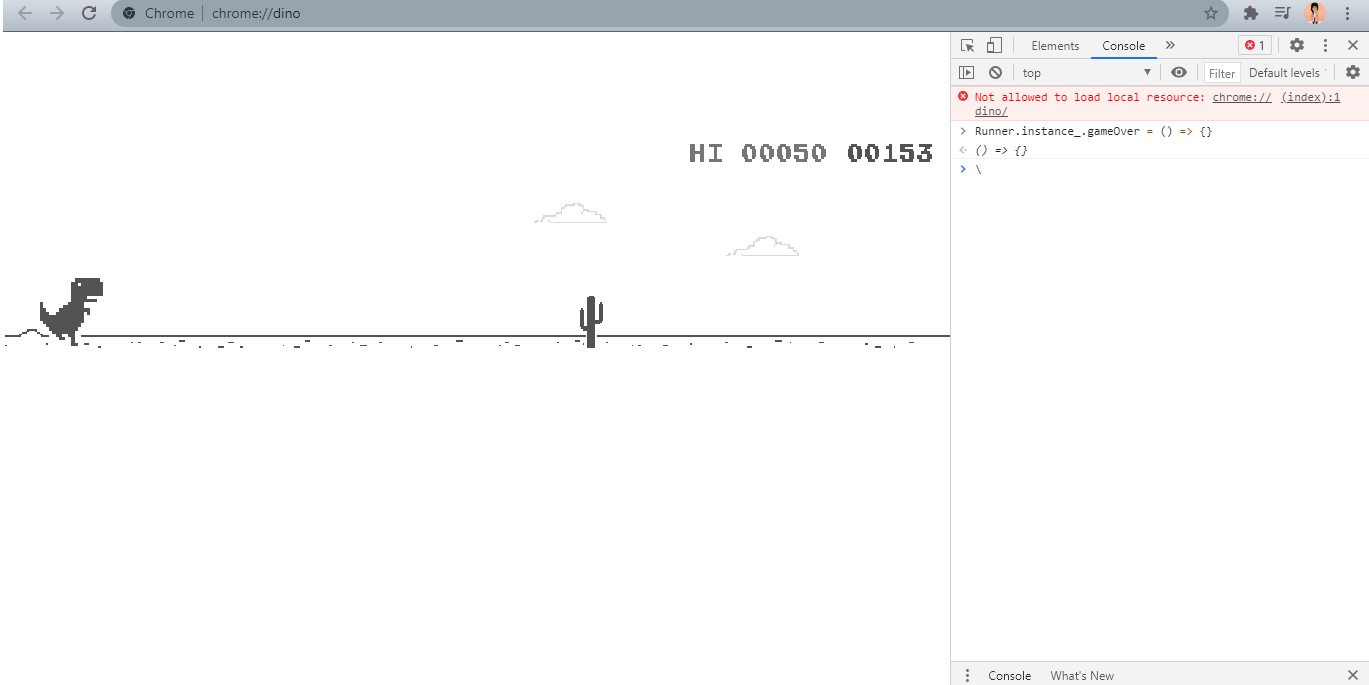 Chrome chrome://dino
Elements Console 1
top Filter Default levels
Not allowed to load local resource: chrome:// (index):1
dino/
Runner.instance_.gameOver = () => {}
() => {}
\
HI 00050 00153
Console What's New